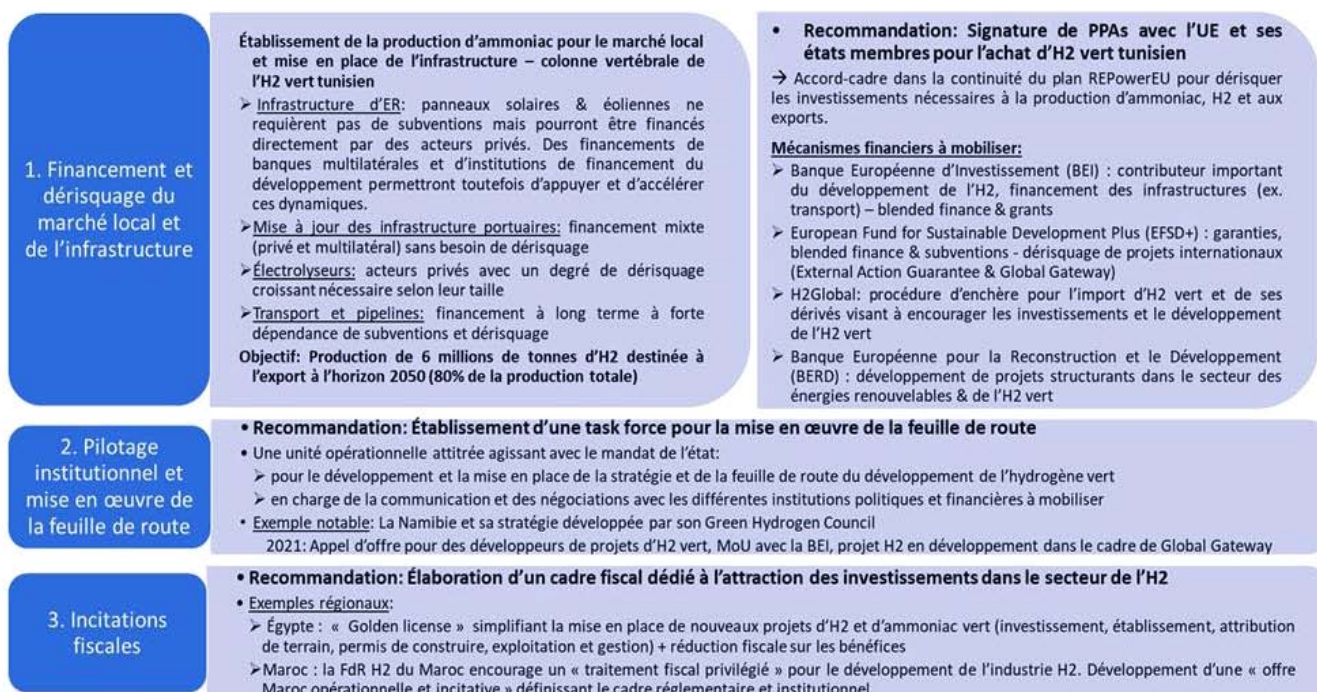 1. Financement et
dérisquage du
marché local et
de l'infrastructure
Établissement de la production d'ammoniac pour le marché local
et mise en place de l'infrastructure – colonne vertébrale de
l'H2 vert tunisien
➤ Infrastructure d'ER: panneaux solaires & éoliennes ne
requièrent pas de subventions mais pourront être financés
directement par des acteurs privés. Des financements de
banques multilatérales et d'institutions de financement du
développement permettront toutefois d'appuyer et d'accélérer
ces dynamiques.
➤ Mise à jour des infrastructure portuaires: financement mixte
(privé et multilatéral) sans besoin de dérisquage
➤ Électrolyseurs: acteurs privés avec un degré de dérisquage
croissant nécessaire selon leur taille
➤ Transport et pipelines: financement à long terme à forte
dépendance de subventions et dérisquage
Objectif: Production de 6 millions de tonnes d'H2 destinée à
l'export à l'horizon 2050 (80% de la production totale)
• Recommandation: Signature de PPAs avec l'UE et ses
états membres pour l'achat d'H2 vert tunisien
→ Accord-cadre dans la continuité du plan REPowerEU pour dérisquer
les investissements nécessaires à la production d'ammoniac, H2 et aux
exports.
Mécanismes financiers à mobiliser:
➤ Banque Européenne d'Investissement (BEI) : contributeur important
du développement de l'H2, financement des infrastructures (ex.
transport) – blended finance & grants
➤ European Fund for Sustainable Development Plus (EFSD+) : garanties,
blended finance & subventions - dérisquage de projets internationaux
(External Action Guarantee & Global Gateway)
➤ H2Global: procédure d'enchère pour l'import d'H2 vert et de ses
dérivés visant à encourager les investissements et le développement
de l'H2 vert
➤ Banque Européenne pour la Reconstruction et le Développement
(BERD) : développement de projets structurants dans le secteur des
énergies renouvelables & de l'H2 vert
2. Pilotage
institutionnel et
mise en œuvre de
la feuille de route
• Recommandation: Établissement d'une task force pour la mise en œuvre de la feuille de route
• Une unité opérationnelle attitrée agissant avec le mandat de l'état:
➤ pour le développement et la mise en place de la stratégie et de la feuille de route du développement de l'hydrogène vert
➤ en charge de la communication et des négociations avec les différentes institutions politiques et financières à mobiliser
• Exemple notable: La Namibie et sa stratégie développée par son Green Hydrogen Council
2021: Appel d'offre pour des développeurs de projets d'H2 vert, MoU avec la BEI, projet H2 en développement dans le cadre de Global Gateway
3. Incitations
fiscales
• Recommandation: Élaboration d'un cadre fiscal dédié à l'attraction des investissements dans le secteur de l'H2
• Exemples régionaux:
➤ Égypte : « Golden license » simplifiant la mise en place de nouveaux projets d'H2 et d'ammoniac vert (investissement, établissement, attribution
de terrain, permis de construire, exploitation et gestion) + réduction fiscale sur les bénéfices
➤ Maroc : la FdR H2 du Maroc encourage un « traitement fiscal privilégié » pour le développement de l'industrie H2. Développement d'une « offre
Maroc opérationnelle et incitative » définissant le cadre réglementaire et institutionnel